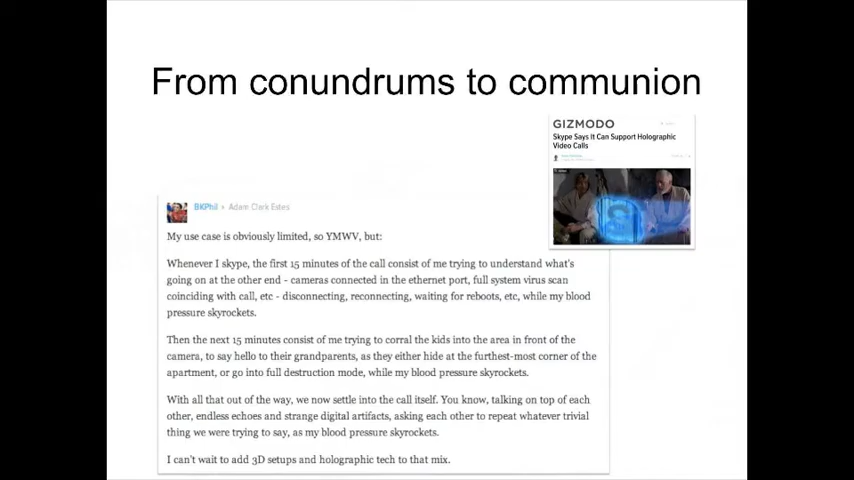 From conundrums to communion
GIZMODO
Skype Says It Can Support Holographic
Video Calls
BKPhil
Adam Clark Estes
My use case is obviously limited, so YMWV, but:
Whenever I skype, the first 15 minutes of the call consist of me trying to understand what's
going on at the other end - cameras connected in the ethernet port, full system virus scan
coinciding with call, etc - disconnecting, reconnecting, waiting for reboots, etc, while my blood
pressure skyrockets.
Then the next 15 minutes consist of me trying to corral the kids into the area in front of the
camera, to say hello to their grandparents, as they either hide at the furthest-most corner of the
apartment, or go into full destruction mode, while my blood pressure skyrockets.
With all that out of the way, we now settle into the call itself. You know, talking on top of each
other, endless echoes and strange digital artifacts, asking each other to repeat whatever trivial
thing we were trying to say, as my blood pressure skyrockets.
I can't wait to add 3D setups and holographic tech to that mix.